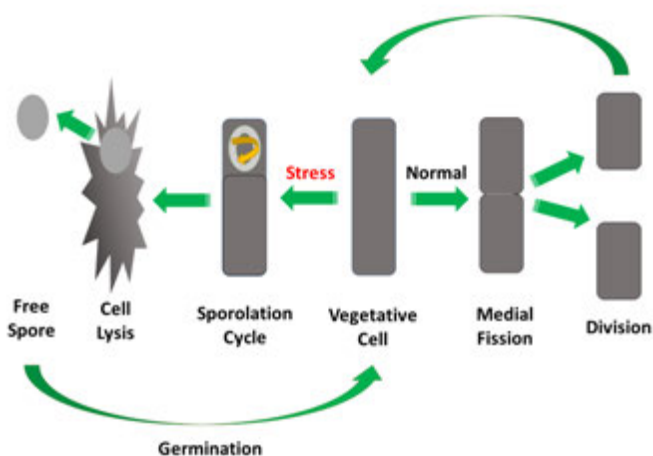 Stress
Normal
Free
Spore
Cell
Lysis
Sporolation
Cycle
Vegetative
Cell
Medial
Fission
Division
Germination